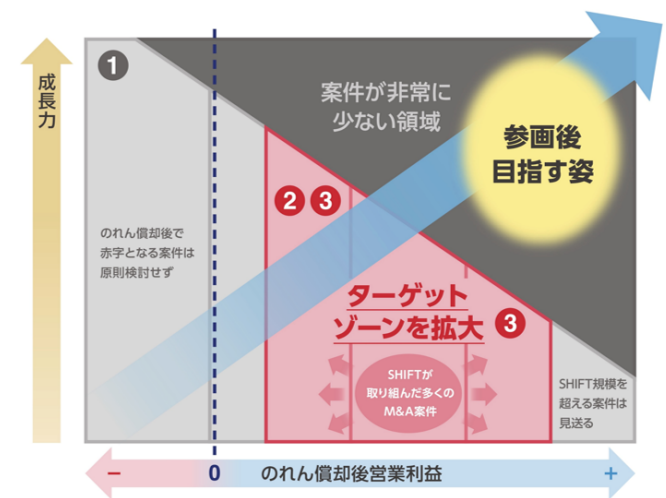 成長力
❶
案件が非常に
少ない領域
参画後
目指す姿
❷ ❸
のれん償却後で
赤字となる案件は
原則検討せず
ターゲット
ゾーンを拡大 ❸
SHIFTが
取り組んだ多くの
M&A案件
SHIFT規模を
超える案件は
見送る
− 0 のれん償却後営業利益 +